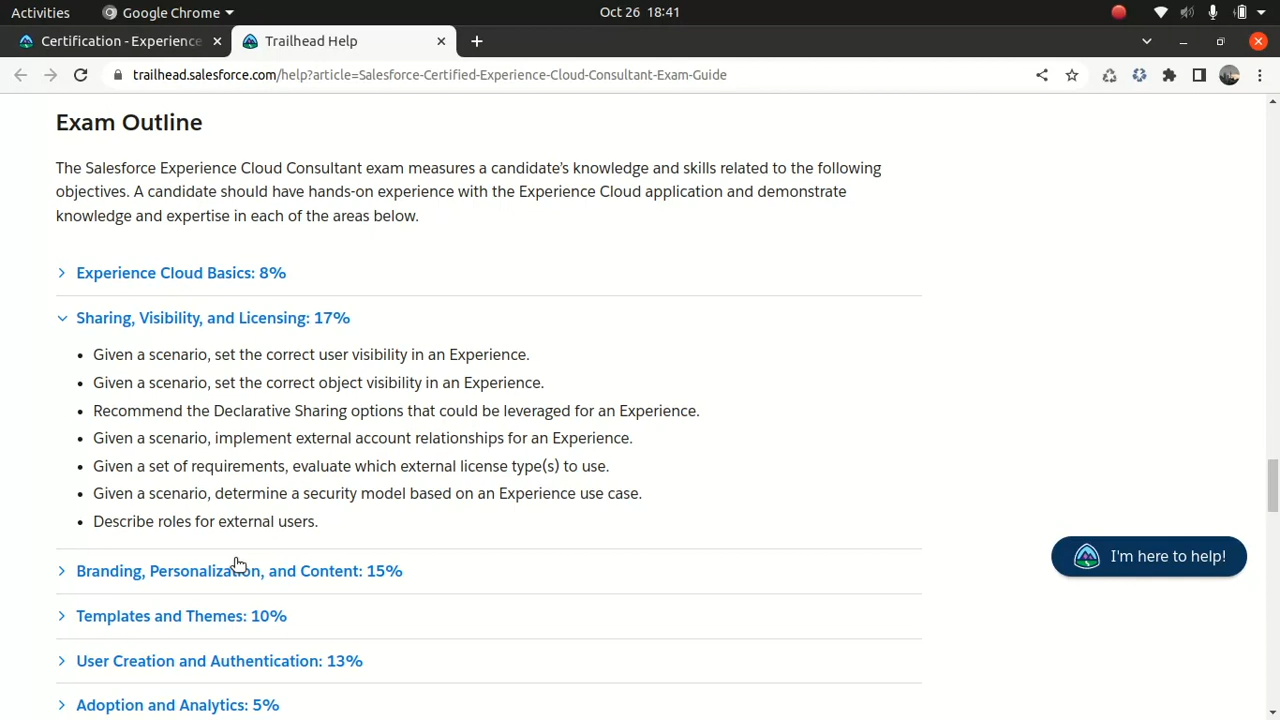 Activities
Google Chrome
Oct 26 18:41
Certification - Experience
Trailhead Help
trailhead.salesforce.com/help?article=Salesforce-Certified-Experience-Cloud-Consultant-Exam-Guide
Exam Outline
The Salesforce Experience Cloud Consultant exam measures a candidate's knowledge and skills related to the following
objectives. A candidate should have hands-on experience with the Experience Cloud application and demonstrate
knowledge and expertise in each of the areas below.
Experience Cloud Basics: 8%
Sharing, Visibility, and Licensing: 17%
• Given a scenario, set the correct user visibility in an Experience.
• Given a scenario, set the correct object visibility in an Experience.
• Recommend the Declarative Sharing options that could be leveraged for an Experience.
• Given a scenario, implement external account relationships for an Experience.
• Given a set of requirements, evaluate which external license type(s) to use.
• Given a scenario, determine a security model based on an Experience use case.
• Describe roles for external users.
I'm here to help!
Branding, Personalization, and Content: 15%
Templates and Themes: 10%
User Creation and Authentication: 13%
Adoption and Analytics: 5%